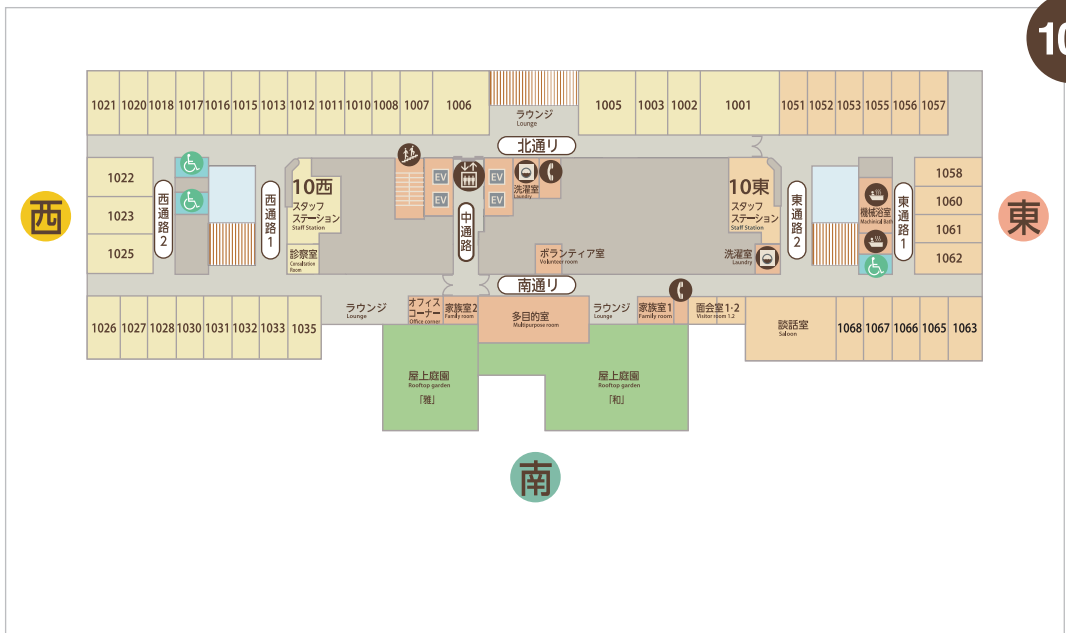 10
1021 1020 1018 1017 1016 1015 1013 1012 1011 1010 1008 1007 1006
ラウンジ
Lounge
1005 1003 1002 1001 1051 1052 1053 1055 1056 1057
北通り
1022
1023
1025
西通路2
西通路1
10西
スタッフ
ステーション
Staff Station
診察室
Consultation
Room
EV
EV
EV
EV
中通路
洗濯室
Laundry
ボランティア室
Volunteer room
10東
スタッフ
ステーション
Staff Station
洗濯室
Laundry
東通路2
機械浴室
Machinical Bath
東通路1
1058
1060
1061
1062
西
東
南通り
1026 1027 1028 1030 1031 1032 1033 1035
ラウンジ
Lounge
オフィス
コーナー
Office corner
家族室2
Family room
多目的室
Multipurpose room
ラウンジ
Lounge
家族室1
Family room
面会室1・2
Visitor room 1.2
談話室
Saloon
1068 1067 1066 1065 1063
屋上庭園
Rooftop garden
「雅」
屋上庭園
Rooftop garden
「和」
南